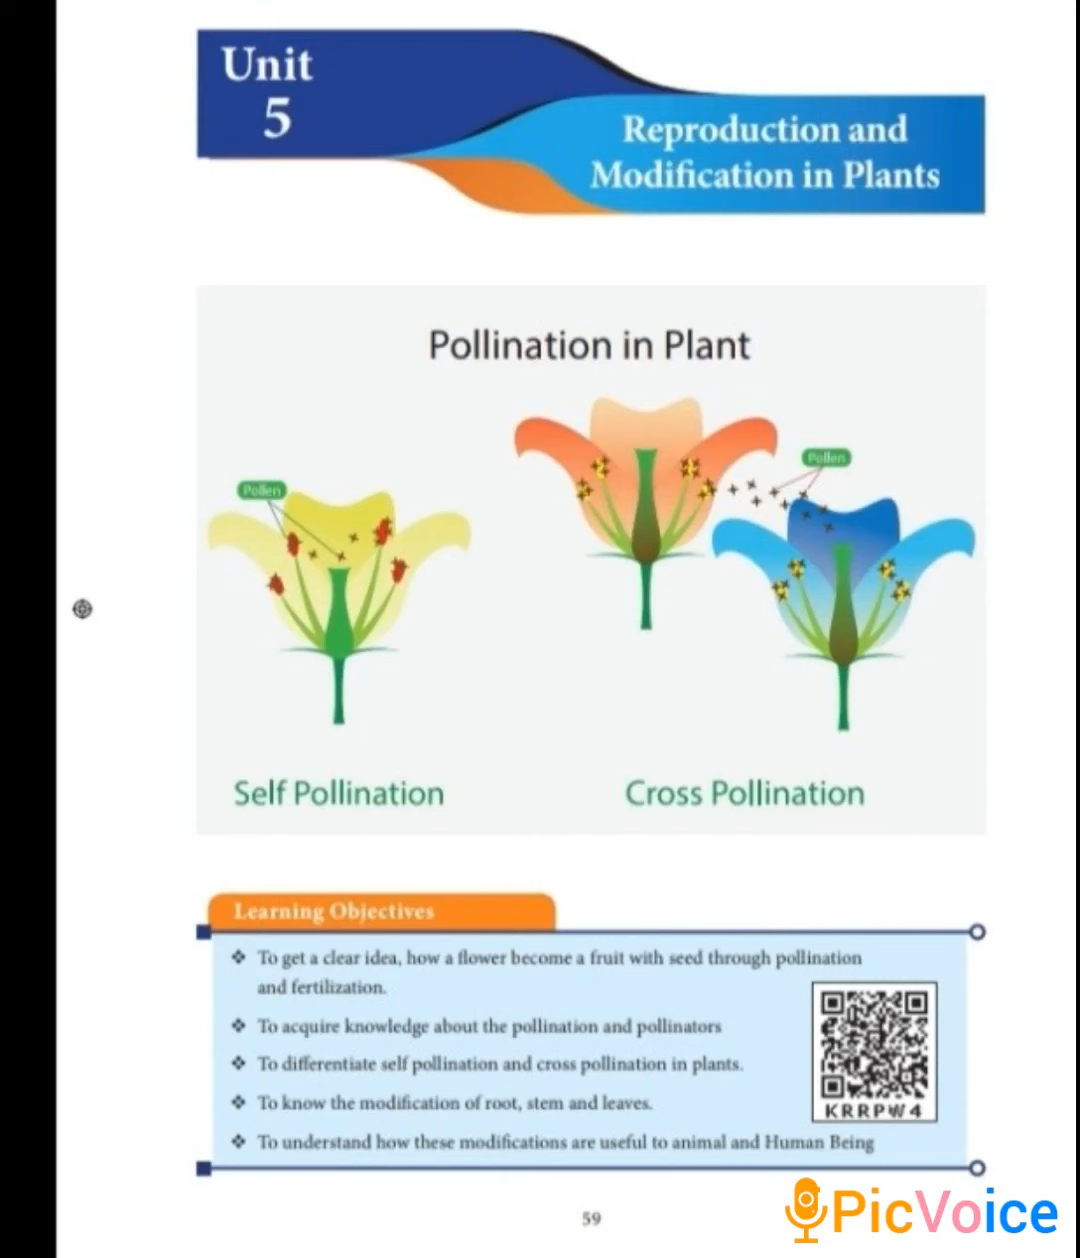 Unit
5
Reproduction and
Modification in Plants
Pollination in Plant
Pollen
Pollen
Self Pollination
Cross Pollination
Learning Objectives
❖ To get a clear idea, how a flower become a fruit with seed through pollination
and fertilization.
❖ To acquire knowledge about the pollination and pollinators
❖ To differentiate self pollination and cross pollination in plants.
❖ To know the modification of root, stem and leaves.
❖ To understand how these modifications are useful to animal and Human Being
KRRPW4
59
PicVoice